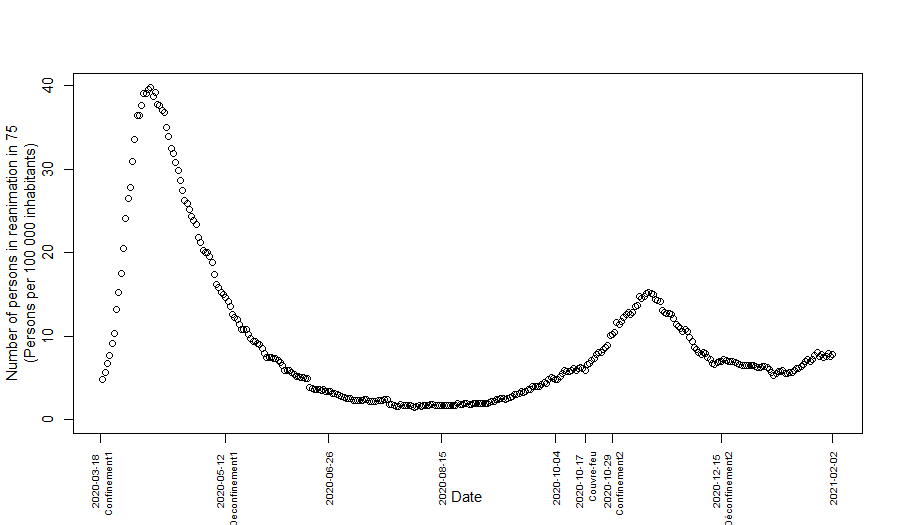 Number of persons in reanimation in 75
(Persons per 100 000 inhabitants)
40
30
20
10
0
2020-03-18
Confinement1
2020-05-12
Deconfinement1
2020-06-26
2020-08-15
2020-10-04
2020-10-17
Couvre-feu
2020-10-29
Confinement2
2020-12-15
Déconfinement2
2021-02-02
Date